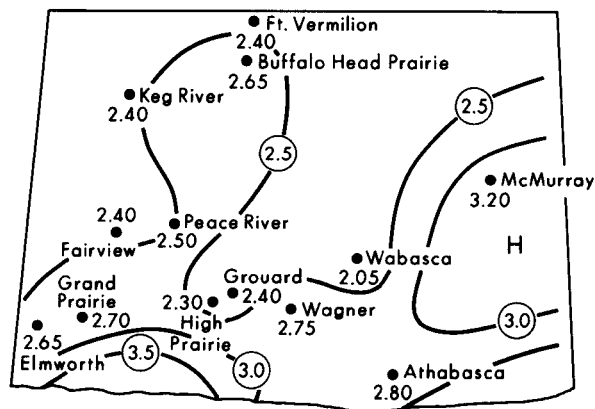 Ft. Vermilion
2.40
Buffalo Head Prairie
2.65
Keg River
2.40
2.5
2.5
McMurray
3.20
2.40
Peace River
Fairview
2.50
H
Wabasca
2.05
Grand
Prairie
Grouard
2.30
2.40
Wagner
2.75
2.70
High
Prairie
2.65
Elmworth
3.5
3.0
3.0
Athabasca
2.80